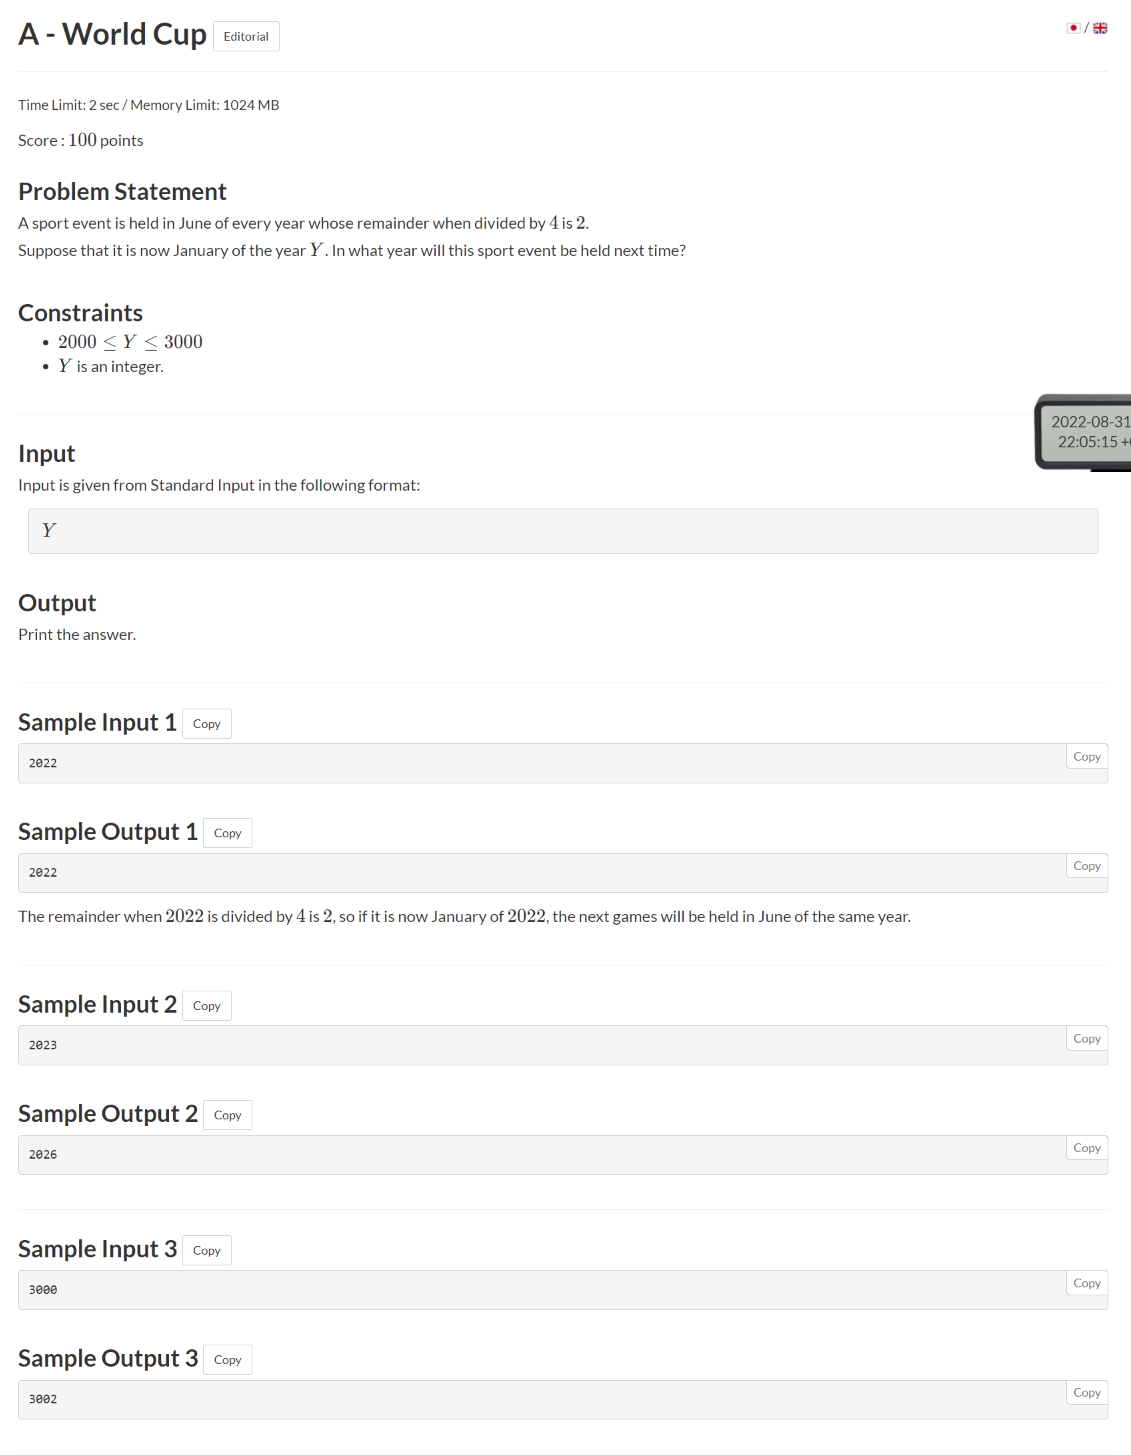 A - World Cup Editorial
/
Time Limit: 2 sec / Memory Limit: 1024 MB
Score : 100 points
Problem Statement
A sport event is held in June of every year whose remainder when divided by 4 is 2.
Suppose that it is now January of the year Y. In what year will this sport event be held next time?
Constraints
• 2000 ≤ Y ≤ 3000
• Y is an integer.
2022-08-31
22:05:15 +
Input
Input is given from Standard Input in the following format:
Y
Output
Print the answer.
Sample Input 1 Copy
Copy
2022
Sample Output 1 Copy
Copy
2022
The remainder when 2022 is divided by 4 is 2, so if it is now January of 2022, the next games will be held in June of the same year.
Sample Input 2 Copy
Copy
2023
Sample Output 2 Copy
Copy
2026
Sample Input 3 Copy
Copy
3000
Sample Output 3 Copy
Copy
3002